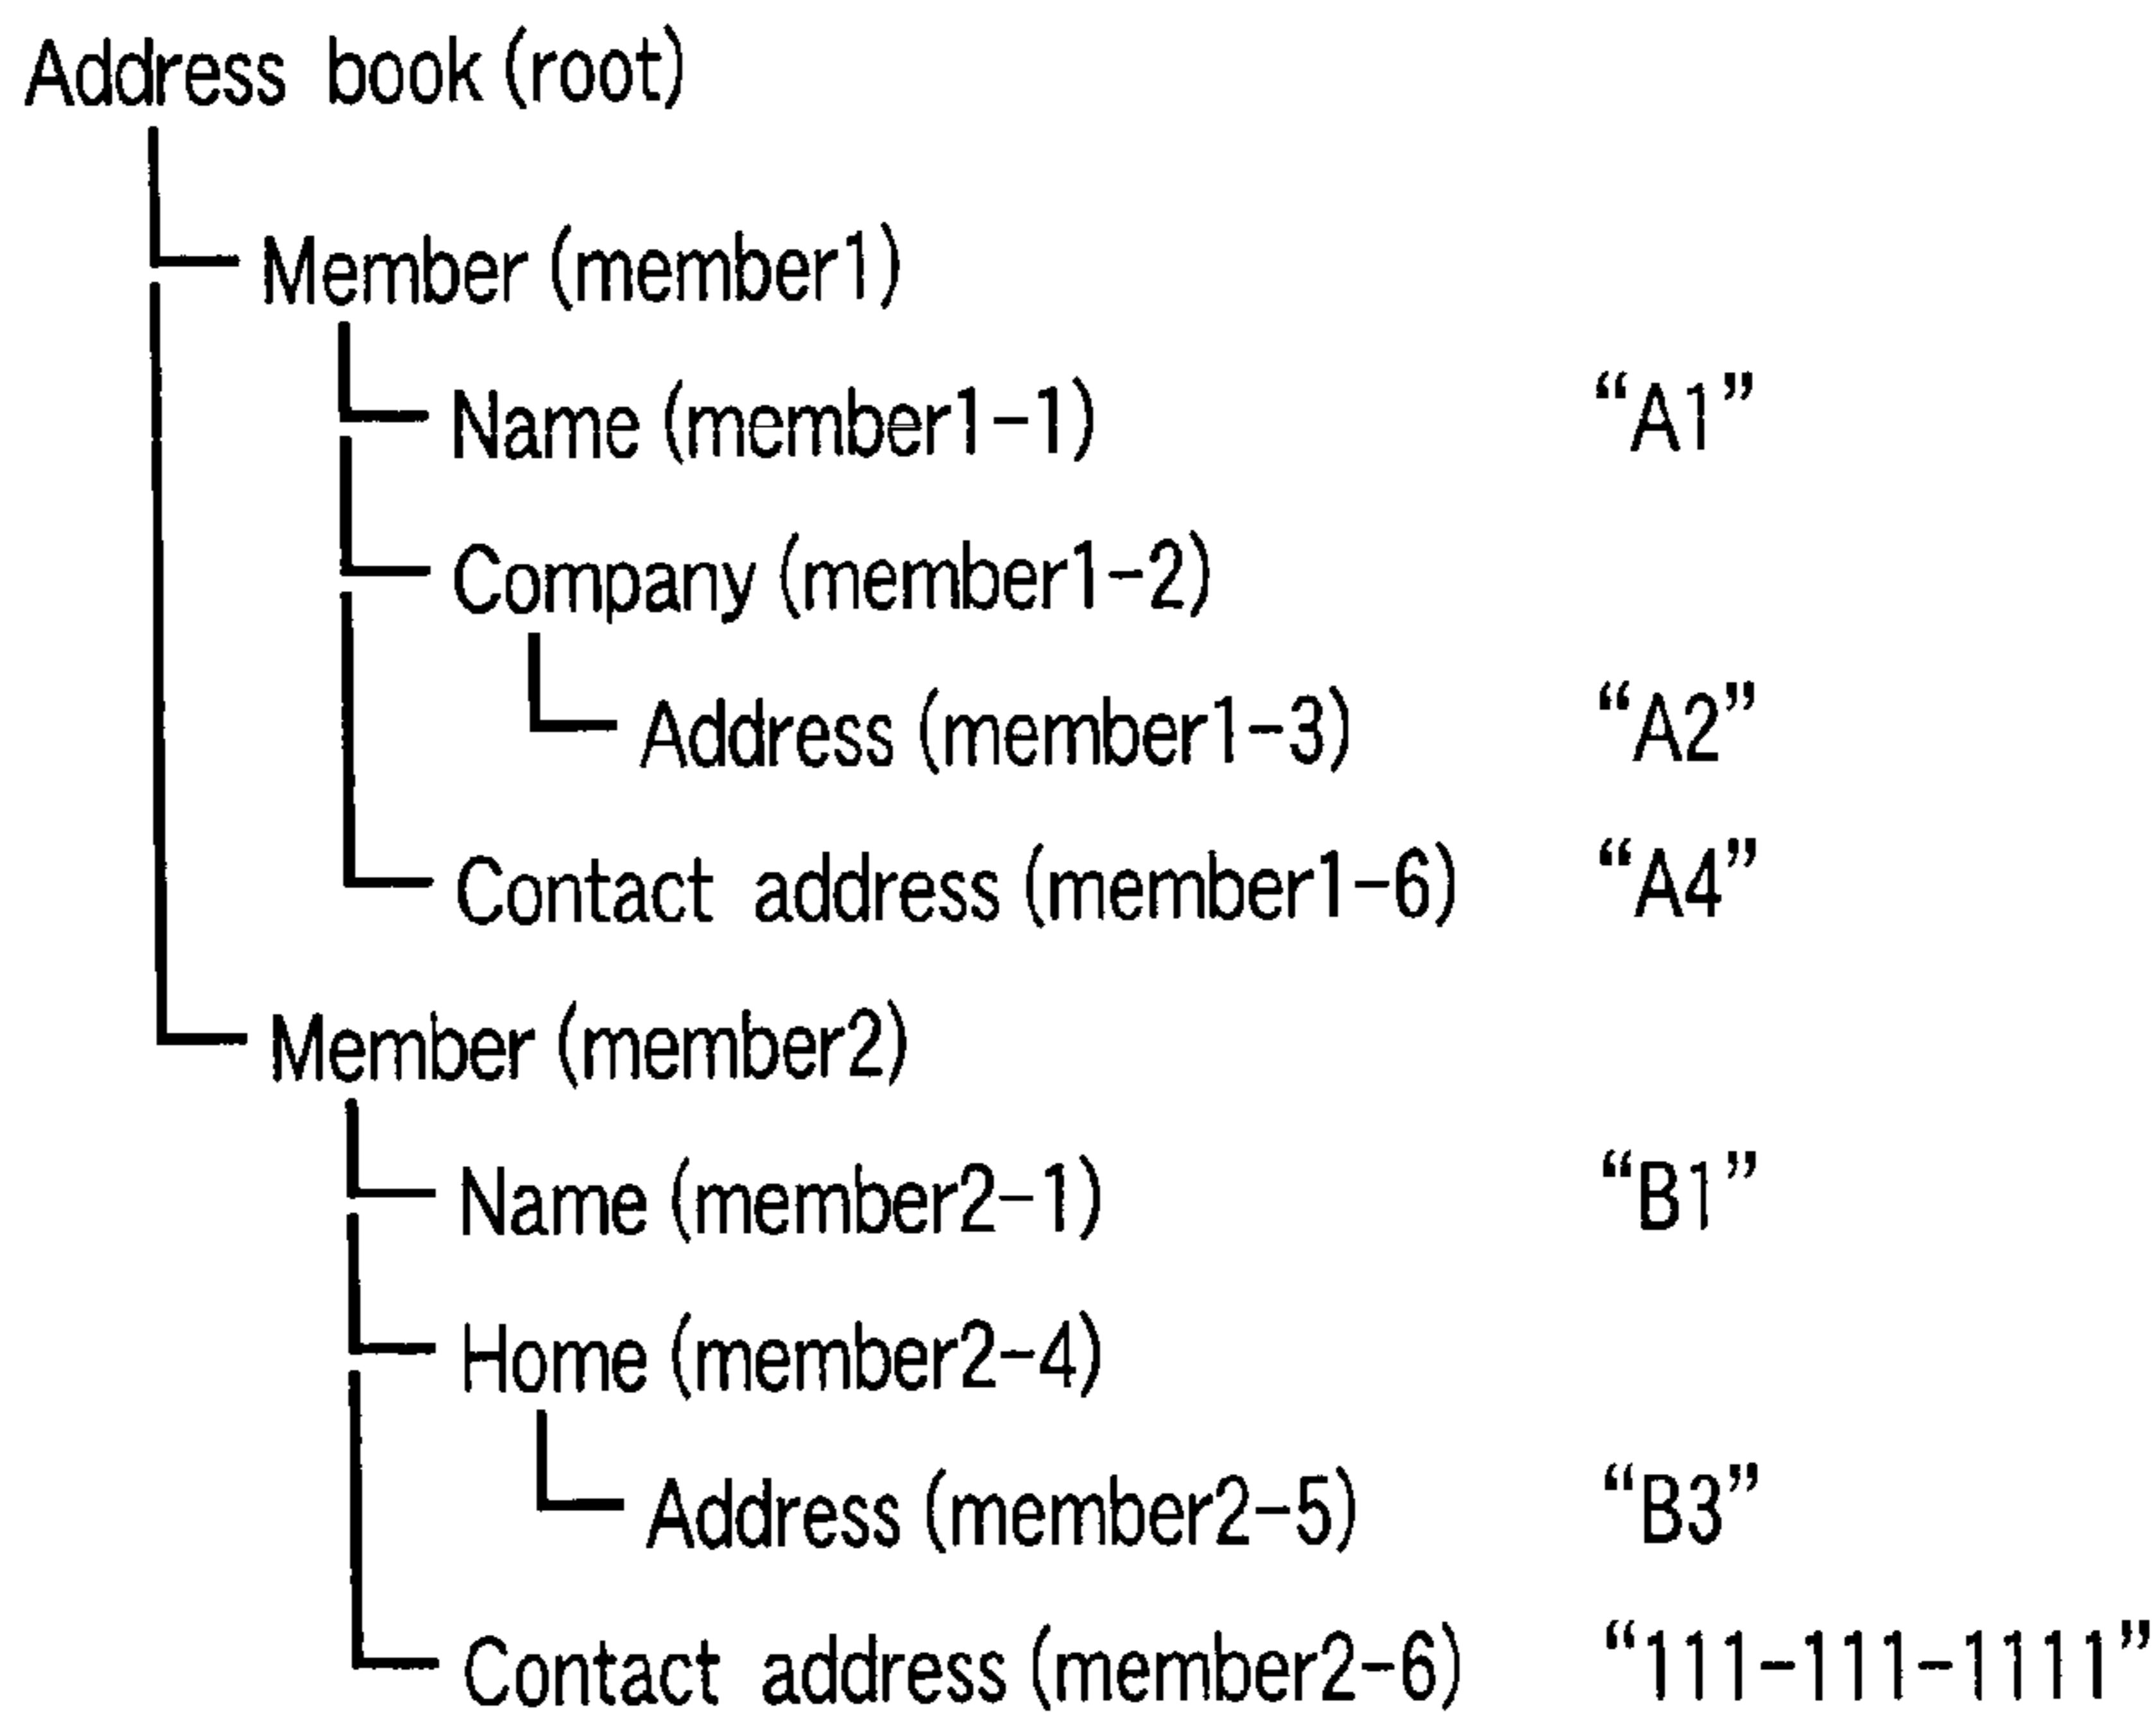 Address book (root)
Member (member1)
Name (member1-1) “A1”
Company (member1-2)
Address (member1-3) “A2”
Contact address (member1-6) “A4”
Member (member2)
Name (member2-1) “B1”
Home (member2-4)
Address (member2-5) “B3”
Contact address (member2-6) “111-111-1111”